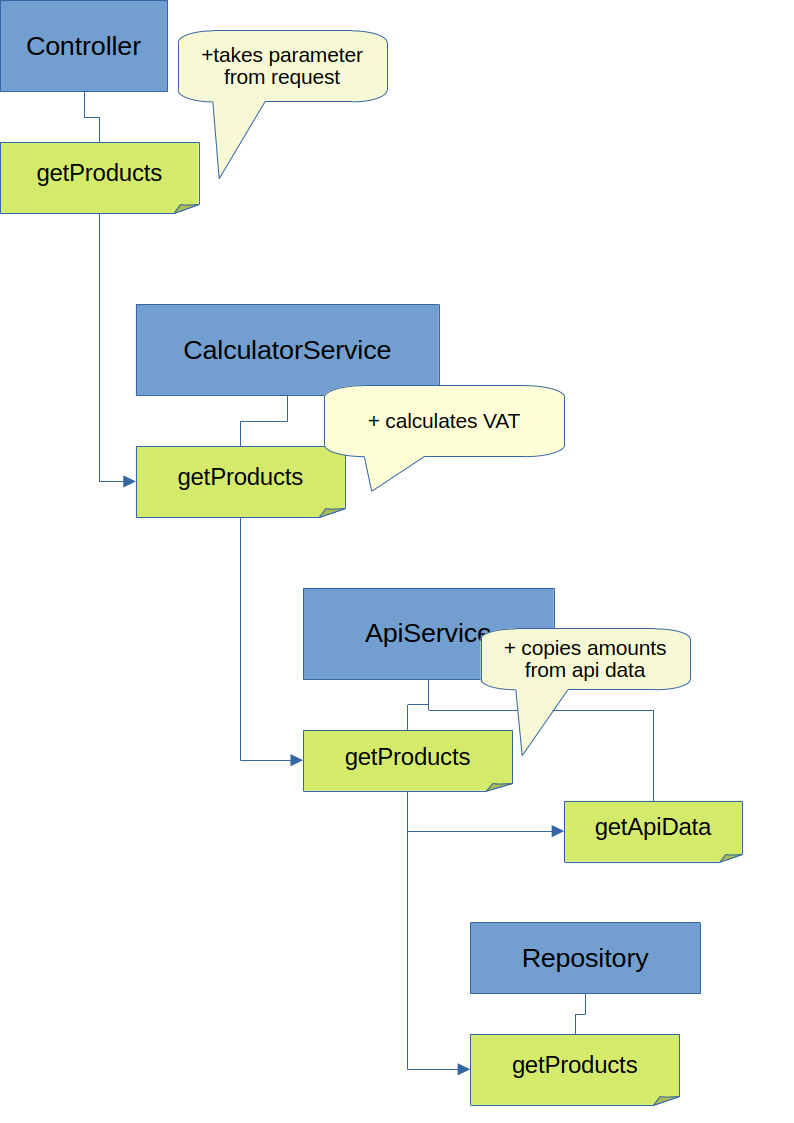 Controller
+takes parameter
from request
getProducts
CalculatorService
+ calculates VAT
getProducts
ApiService
+ copies amounts
from api data
getProducts
getApiData
Repository
getProducts